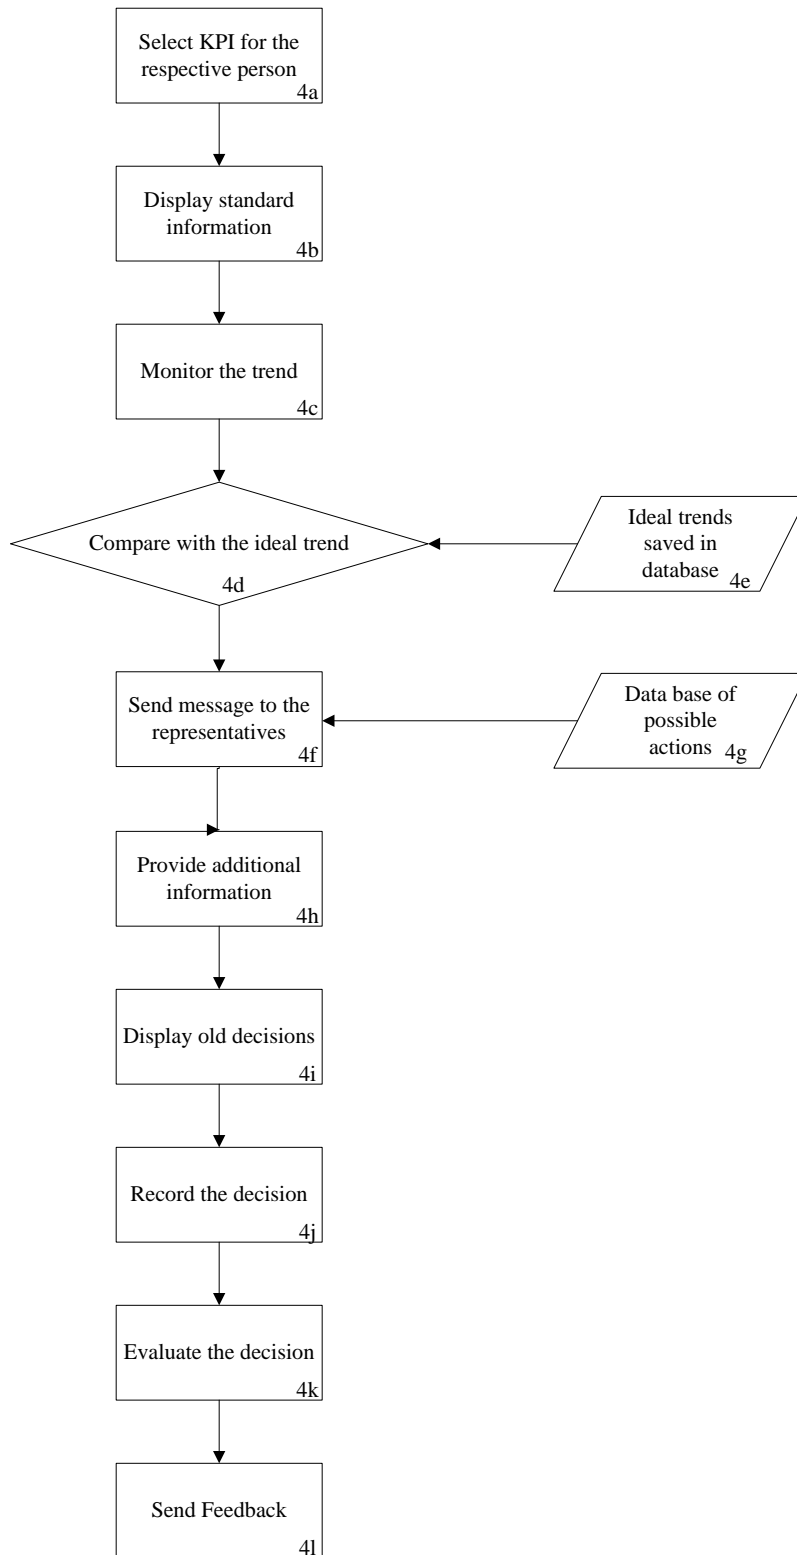 Select KPI for the
respective person
4a
Display standard
information
4b
Monitor the trend
4c
Compare with the ideal trend
4d
Ideal trends
saved in
database
4e
Send message to the
representatives
4f
Data base of
possible
actions
4g
Provide additional
information
4h
Display old decisions
4i
Record the decision
4j
Evaluate the decision
4k
Send Feedback
4l